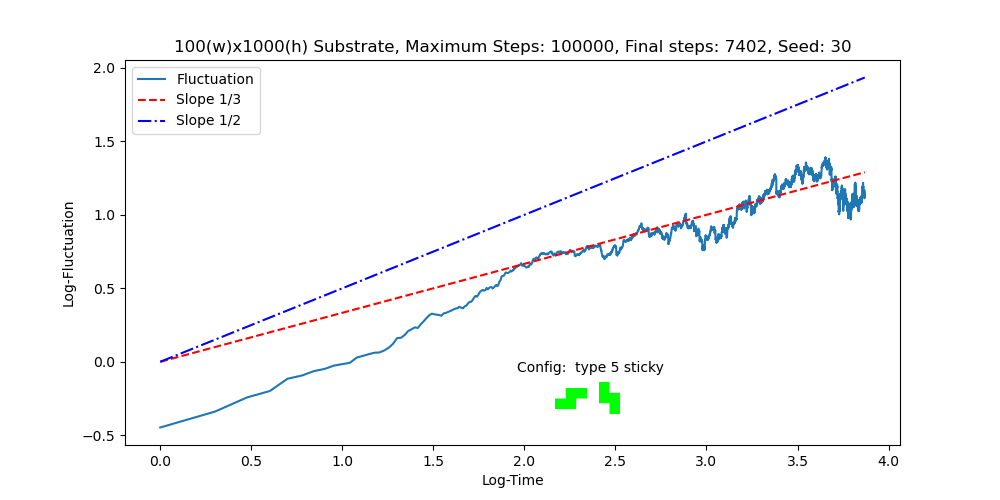 100(w)x1000(h) Substrate, Maximum Steps: 100000, Final steps: 7402, Seed: 30
Fluctuation
Slope 1/3
Slope 1/2
2.0
1.5
1.0
0.5
0.0
−0.5
Log-Fluctuation
Config:  type 5 sticky
0.0 0.5 1.0 1.5 2.0 2.5 3.0 3.5 4.0
Log-Time